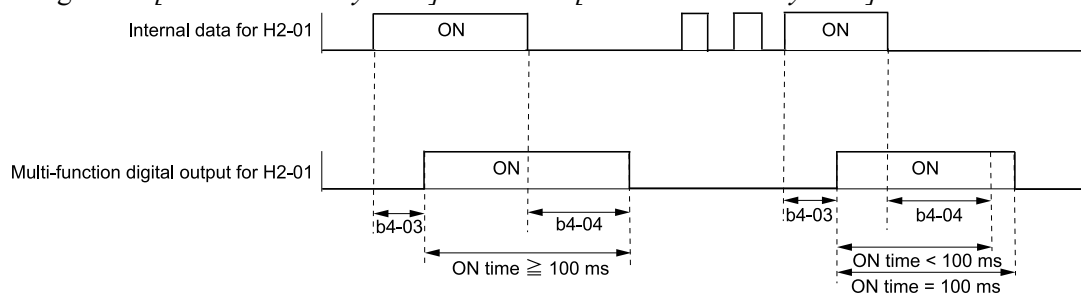 Internal data for H2-01
ON
ON
Multi-function digital output for H2-01
ON
ON
b4-03
b4-04
b4-03
b4-04
ON time ≧ 100 ms
ON time < 100 ms
ON time = 100 ms